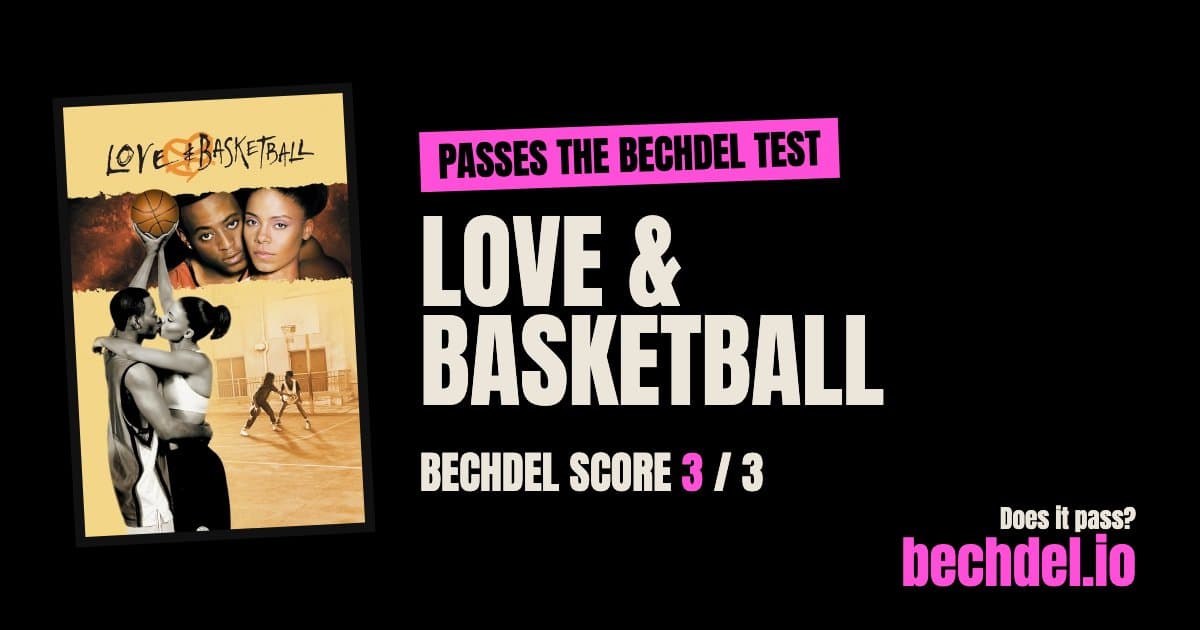 LOVE & BASKETBALL
PASSES THE BECHDEL TEST
LOVE &
BASKETBALL
BECHDEL SCORE 3 / 3
Does it pass?
bechdel.io